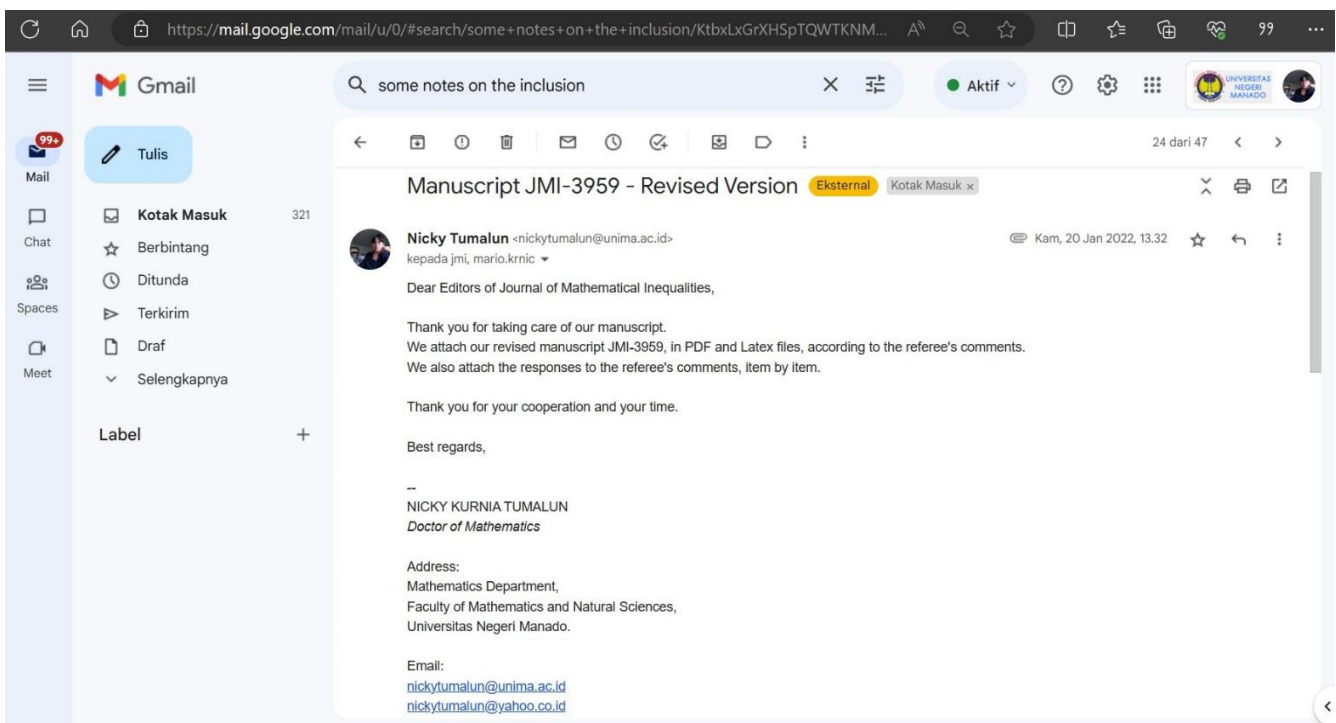 https://mail.google.com/mail/u/0/#search/some+notes+on+the+inclusion/KtbxLxGrXHSpTQWTKNM...
99
Gmail
some notes on the inclusion
Aktif
UNIVERSITAS
NEGERI
MANADO
99+
Mail
Chat
Spaces
Meet
Tulis
Kotak Masuk 321
Berbintang
Ditunda
Terkirim
Draf
Selengkapnya
Label
24 dari 47
Manuscript JMI-3959 - Revised Version Eksternal Kotak Masuk x
Nicky Tumalun <nickytumalun@unima.ac.id> Kam, 20 Jan 2022, 13.32
kepada jmi, mario.krnic
Dear Editors of Journal of Mathematical Inequalities,
Thank you for taking care of our manuscript.
We attach our revised manuscript JMI-3959, in PDF and Latex files, according to the referee's comments.
We also attach the responses to the referee's comments, item by item.
Thank you for your cooperation and your time.
Best regards,
--
NICKY KURNIA TUMALUN
Doctor of Mathematics
Address:
Mathematics Department,
Faculty of Mathematics and Natural Sciences,
Universitas Negeri Manado.
Email:
nickytumalun@unima.ac.id
nickytumalun@yahoo.co.id